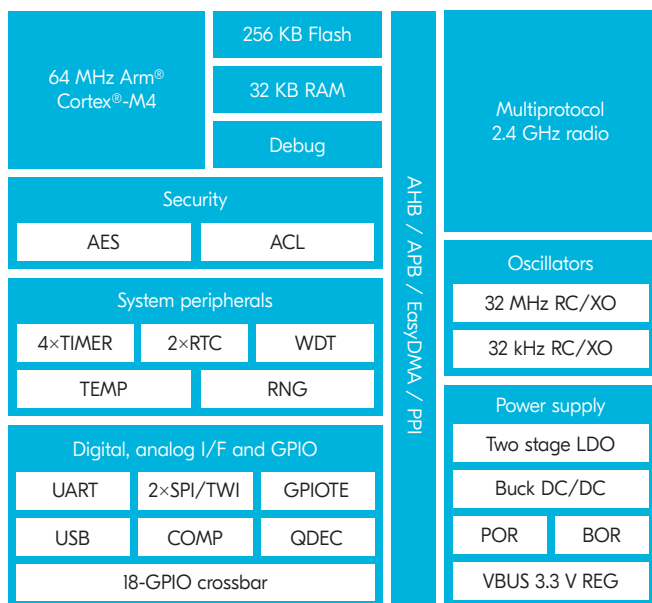 64 MHz Arm®
Cortex®-M4
256 KB Flash
32 KB RAM
Debug
Security
AES
ACL
System peripherals
4×TIMER
2×RTC
WDT
TEMP
RNG
Digital, analog I/F and GPIO
UART
2×SPI/TWI
GPIOTE
USB
COMP
QDEC
18-GPIO crossbar
AHB / APB / EasyDMA / PPI
Multiprotocol
2.4 GHz radio
Oscillators
32 MHz RC/XO
32 kHz RC/XO
Power supply
Two stage LDO
Buck DC/DC
POR
BOR
VBUS 3.3 V REG